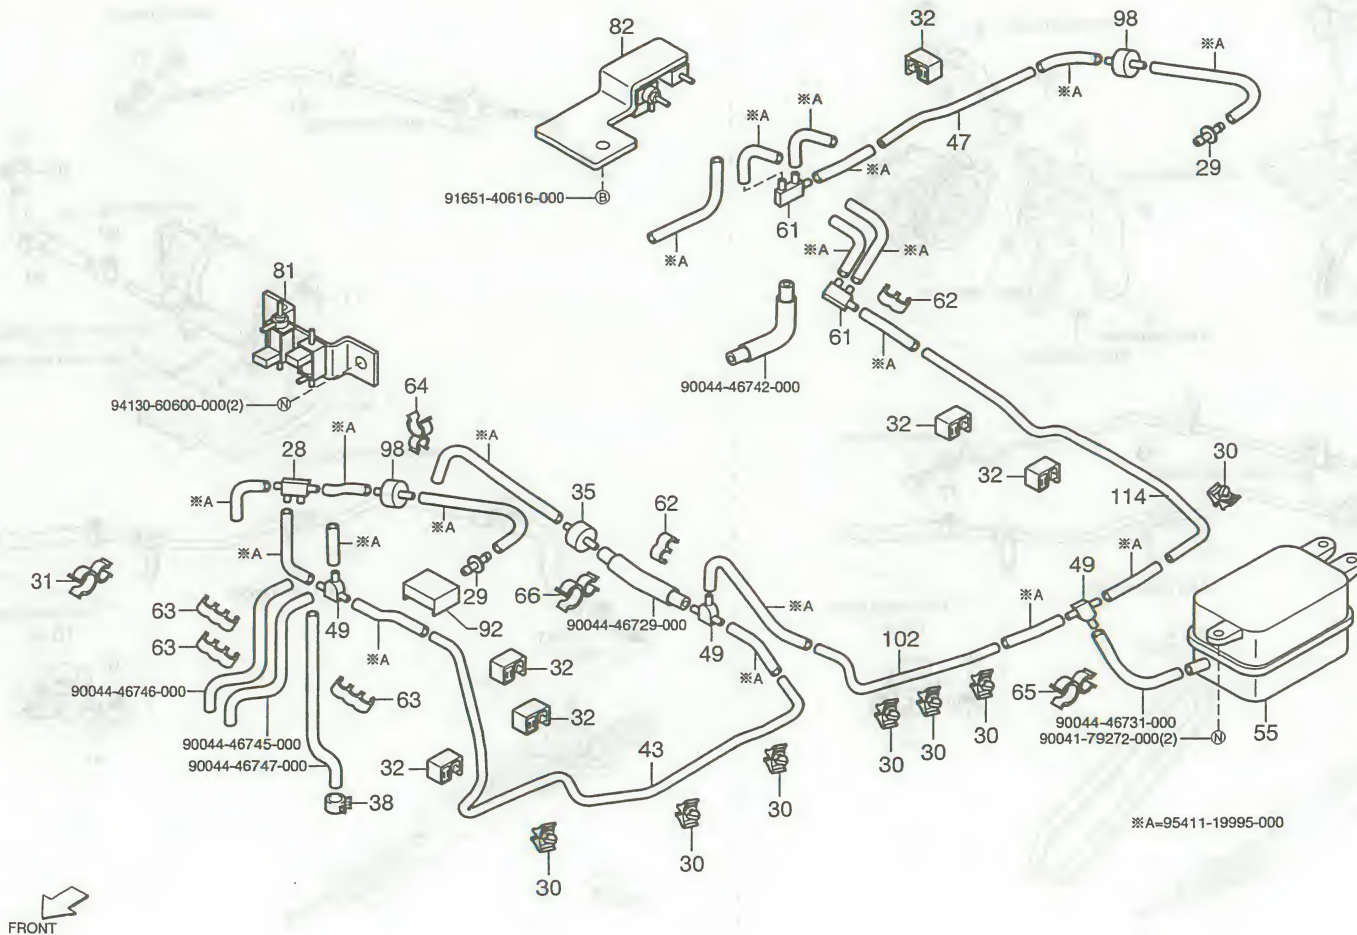 82
32
98
※A
※A
※A
※A
47
29
※A
91651-40616-000
B
61
※A
※A
※A
81
62
61
※A
90044-46742-000
64
94130-60600-000(2)
N
※A
※A
32
28
98
32
30
35
114
※A
※A
62
※A
※A
49
※A
31
29
66
63
49
92
90044-46729-000
※A
※A
49
102
63
※A
※A
32
65
90044-46746-000
63
90044-46731-000
32
30
30
30
90041-79272-000(2)
N
55
90044-46745-000
43
90044-46747-000
32
38
30
※A=95411-19995-000
30
30
FRONT